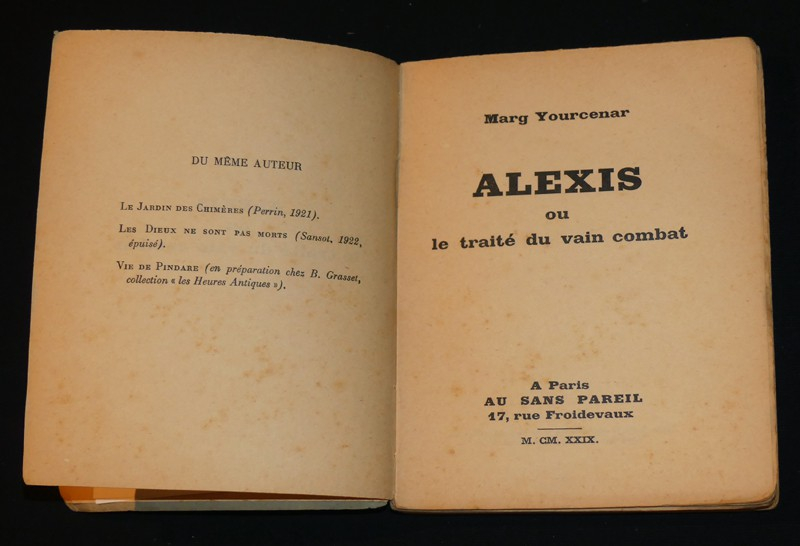 DU MÊME AUTEUR
LE JARDIN DES CHIMÈRES (Perrin, 1921).
LES DIEUX NE SONT PAS MORTS (Sansot, 1922,
épuisé).
VIE DE PINDARE (en préparation chez B. Grasset,
collection « les Heures Antiques »).
Marg Yourcenar
ALEXIS
ou
le traité du vain combat
A Paris
AU SANS PAREIL
17, rue Froidevaux
M. CM. XXIX.